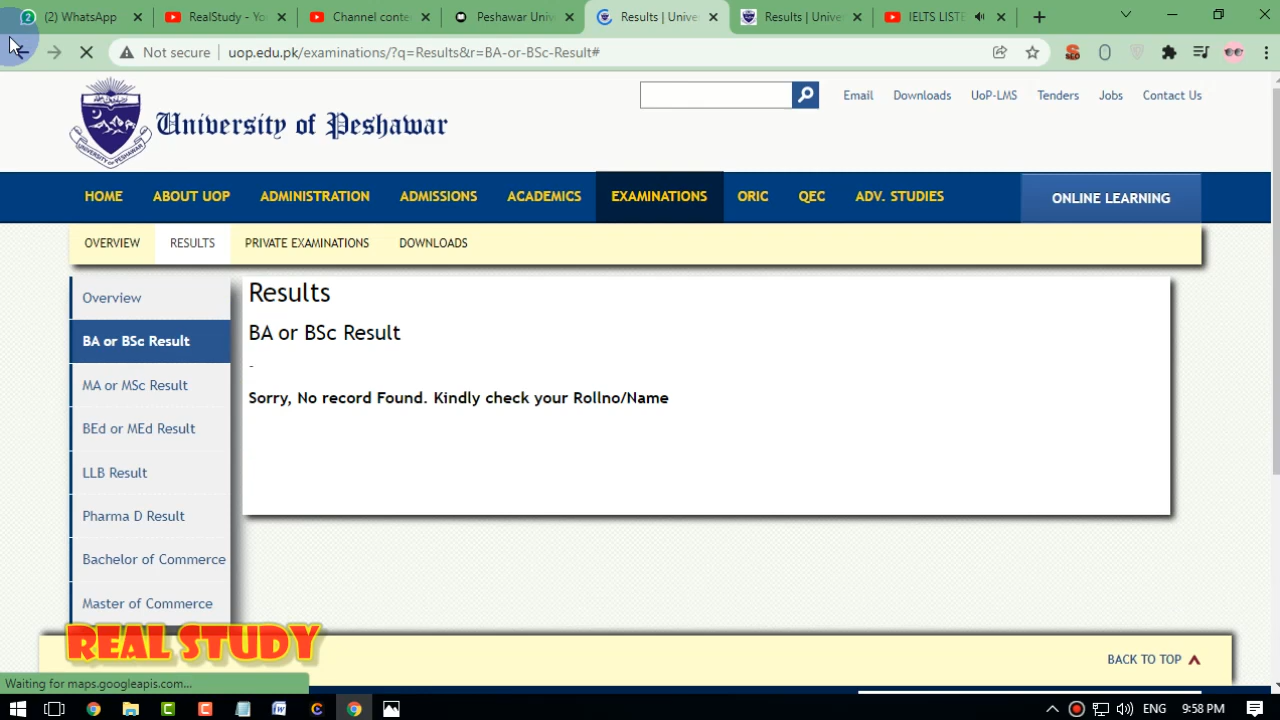 2
(2) WhatsApp
RealStudy - Yo
Channel conte
Peshawar Univ
Results | Unive
Results | Unive
IELTS LISTE
Not secure
uop.edu.pk/examinations/?q=Results&r=BA-or-BSc-Result#
University of Peshawar
Email
Downloads
UoP-LMS
Tenders
Jobs
Contact Us
HOME
ABOUT UOP
ADMINISTRATION
ADMISSIONS
ACADEMICS
EXAMINATIONS
ORIC
QEC
ADV. STUDIES
ONLINE LEARNING
OVERVIEW
RESULTS
PRIVATE EXAMINATIONS
DOWNLOADS
Overview
BA or BSc Result
MA or MSc Result
BEd or MEd Result
LLB Result
Pharma D Result
Bachelor of Commerce
Master of Commerce
Results
BA or BSc Result
-
Sorry, No record Found. Kindly check your Rollno/Name
REAL STUDY
BACK TO TOP
Waiting for maps.googleapis.com...
ENG
9:58 PM